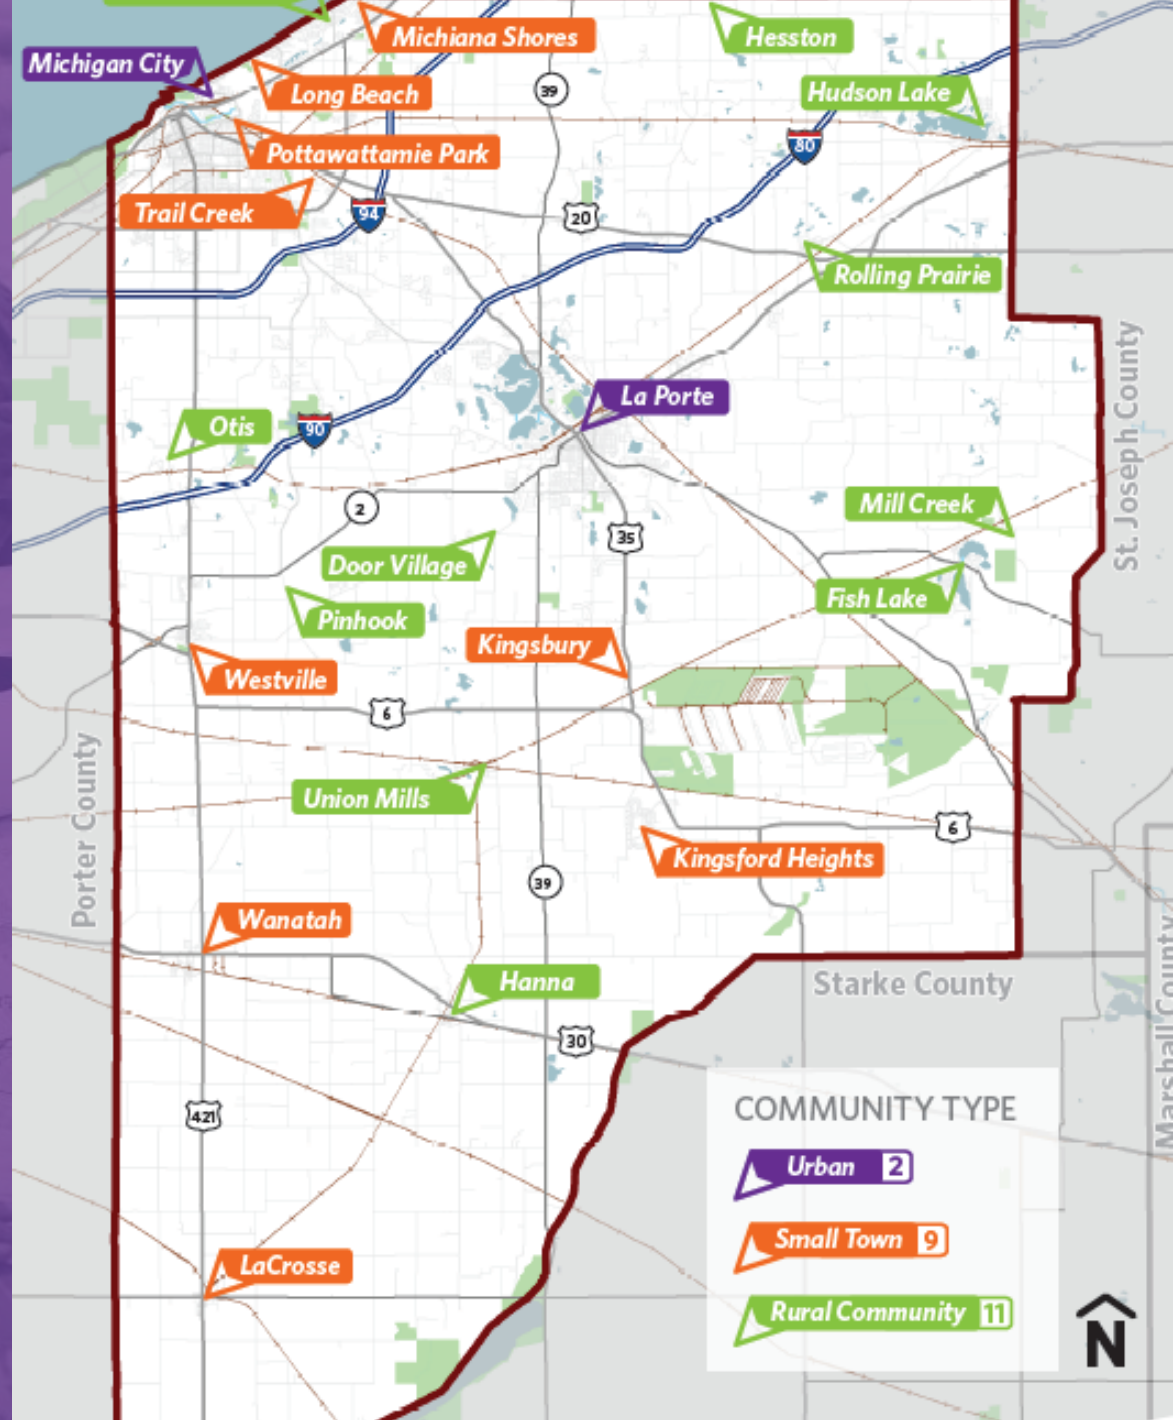 Michiana Shores
Hesston
Michigan City
Long Beach
39
Hudson Lake
Pottawattamie Park
80
Trail Creek
94
20
Rolling Prairie
La Porte
Otis
90
St. Joseph County
2
Mill Creek
35
Door Village
Fish Lake
Pinhook
Kingsbury
Westville
6
Porter County
Union Mills
6
Kingsford Heights
39
Wanatah
Hanna
Starke County
Marshall County
30
COMMUNITY TYPE
421
Urban 2
Small Town 9
LaCrosse
Rural Community 11
N